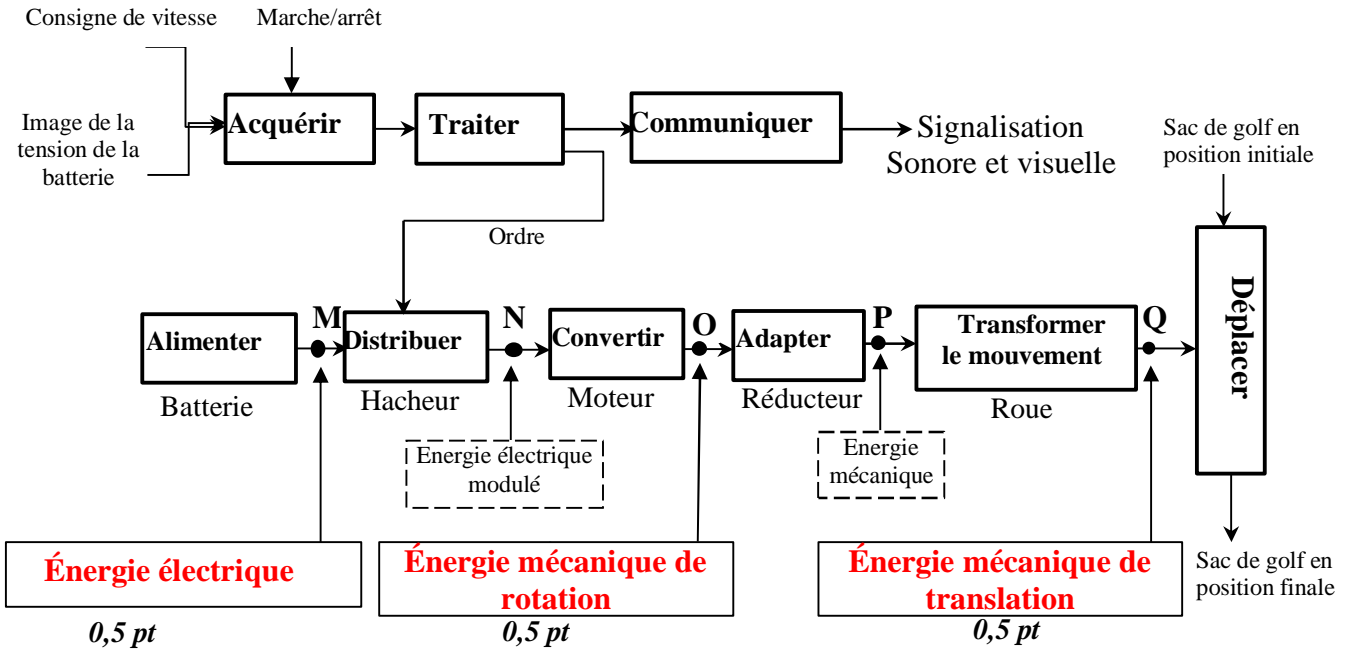 Consigne de vitesse
Marche/arrêt
Image de la
tension de la
batterie
Acquérir
Traiter
Communiquer
Signalisation
Sonore et visuelle
Sac de golf en
position initiale
Ordre
Déplacer
Alimenter
M
Distribuer
N
Convertir
O
Adapter
P
Transformer
le mouvement
Q
Batterie
Hacheur
Moteur
Réducteur
Roue
Energie électrique
modulé
Energie
mécanique
Énergie électrique
Énergie mécanique de
rotation
Énergie mécanique de
translation
Sac de golf en
position finale
0,5 pt
0,5 pt
0,5 pt